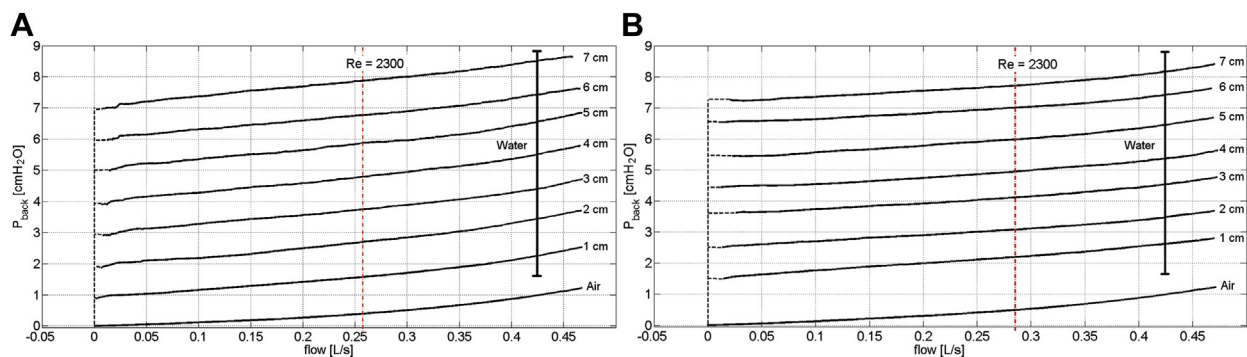 A
9
8
7
6
5
4
3
2
1
0
P_back [cmH₂O]
-0.05
0
0.05
0.1
0.15
0.2
0.25
0.3
0.35
0.4
0.45
0.5
flow [L/s]
Re = 2300
Water
7 cm
6 cm
5 cm
4 cm
3 cm
2 cm
1 cm
Air
B
9
8
7
6
5
4
3
2
1
0
P_back [cmH₂O]
-0.05
0
0.05
0.1
0.15
0.2
0.25
0.3
0.35
0.4
0.45
0.5
flow [L/s]
Re = 2300
Water
7 cm
6 cm
5 cm
4 cm
3 cm
2 cm
1 cm
Air